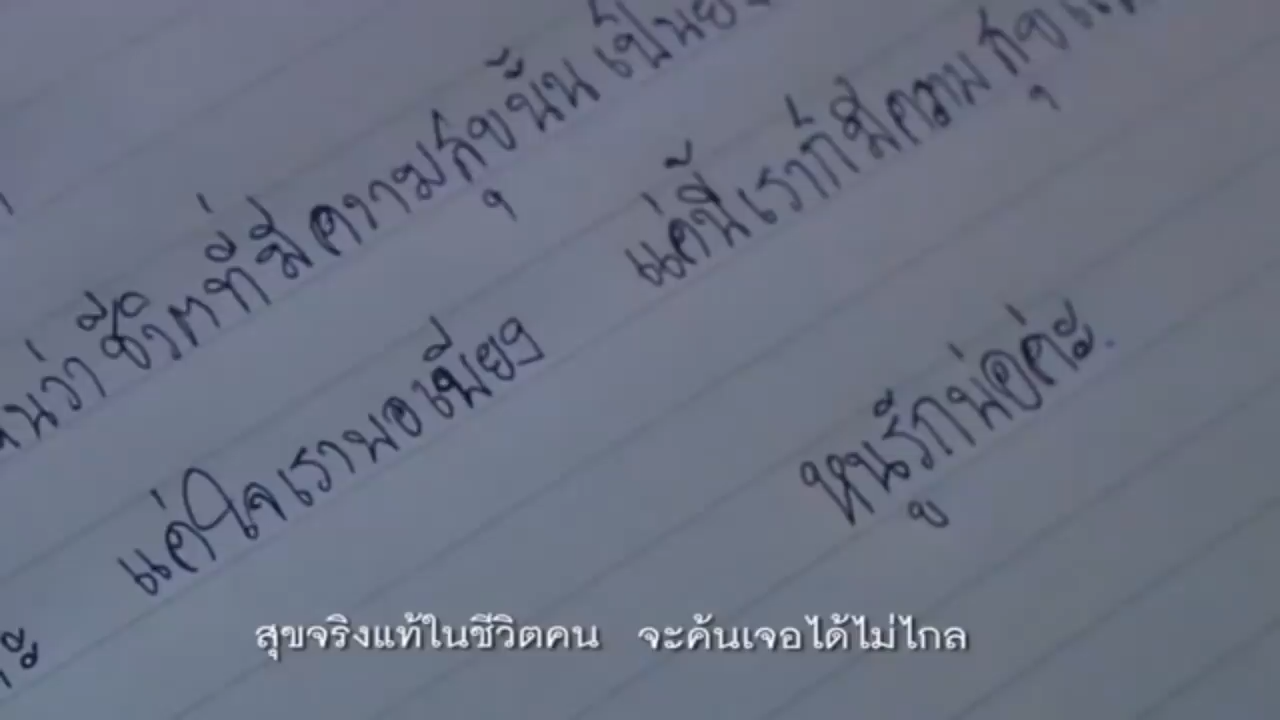 ว่าชีวิตที่มีความสุขนั้นเป็น
แค่ใจเราพอเพียง แค่นี้เราก็มีความสุข
หนูรักพ่อค่ะ.
สุขจริงแท้ในชีวิตคน จะค้นเจอได้ไม่ไกล